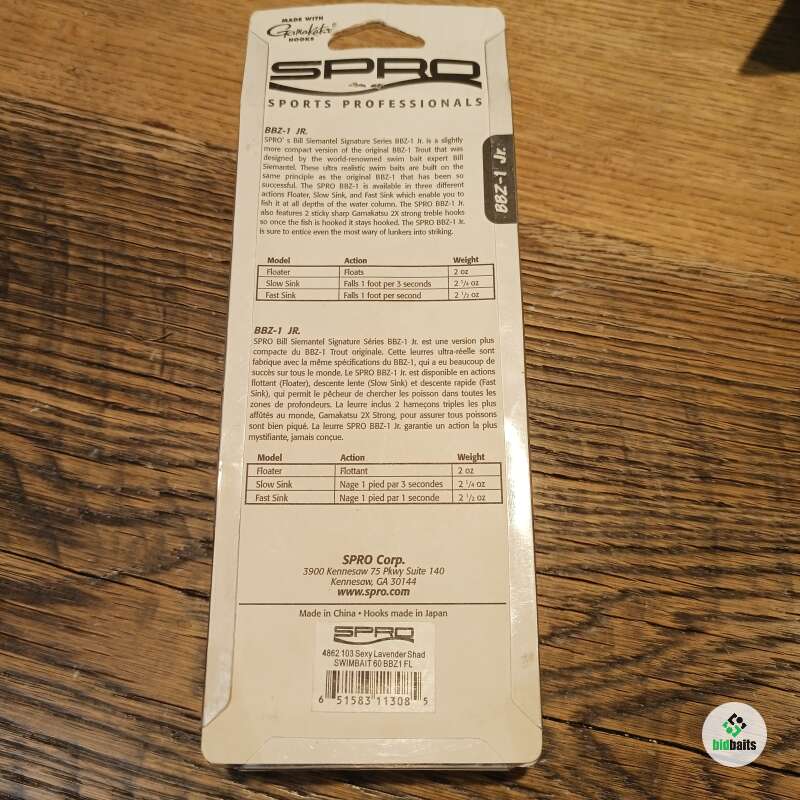 MADE WITH
Gamakatsu®
HOOKS
SPRO
SPORTS PROFESSIONALS
BBZ-1 Jr.
BBZ-1 JR.
SPRO' s Bill Siemantel Signature Series BBZ-1 Jr. is a slightly
more compact version of the original BBZ-1 Trout that was
designed by the world-renowned swim bait expert Bill
Siemantel. These ultra realistic swim baits are built on the
same principle as the original BBZ-1 that has been so
successful. The SPRO BBZ-1 is available in three different
actions Floater, Slow Sink, and Fast Sink which enable you to
fish it at all depths of the water column. The SPRO BBZ-1 Jr.
also features 2 sticky sharp Gamakatsu 2X strong treble hooks
so once the fish is hooked it stays hooked. The SPRO BBZ-1 Jr.
is sure to entice even the most wary of lunkers into striking.
Model Action Weight
Floater Floats 2 oz
Slow Sink Falls 1 foot per 3 seconds 2 1/4 oz
Fast Sink Falls 1 foot per second 2 1/2 oz
BBZ-1 JR.
SPRO Bill Siemantel Signature Séries BBZ-1 Jr. est une version plus
compacte du BBZ-1 Trout originale. Cette leurres ultra-réelle sont
fabrique avec la même spécifications du BBZ-1, qui a eu beaucoup de
succès sur tous le monde. Le SPRO BBZ-1 Jr. est disponible en actions
flottant (Floater), descente lente (Slow Sink) et descente rapide (Fast
Sink), qui permit le pêcheur de chercher les poisson dans toutes les
zones de profondeurs. La leurre inclus 2 hameçons triples les plus
affûtés au monde, Gamakatsu 2X Strong, pour assurer tous poissons
sont bien piqué. La leurre SPRO BBZ-1 Jr. garantie un action la plus
mystifiante, jamais conçue.
Model Action Weight
Floater Flottant 2 oz
Slow Sink Nage 1 pied par 3 secondes 2 1/4 oz
Fast Sink Nage 1 pied par 1 seconde 2 1/2 oz
SPRO Corp.
3900 Kennesaw 75 Pkwy Suite 140
Kennesaw, GA 30144
www.spro.com
Made in China • Hooks made in Japan
SPRO
4862 103 Sexy Lavender Shad
SWIMBAIT 60 BBZ1 FL
6 51583 11308 5
bidbaits